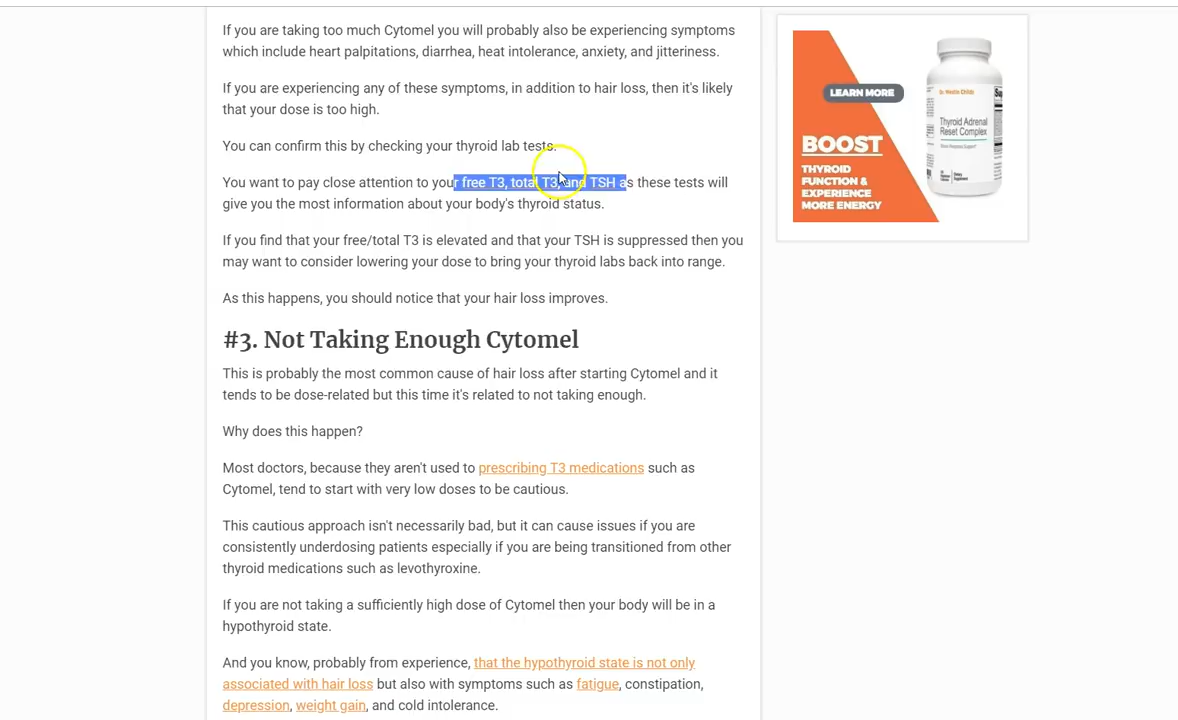 If you are taking too much Cytomel you will probably also be experiencing symptoms
which include heart palpitations, diarrhea, heat intolerance, anxiety, and jitteriness.
If you are experiencing any of these symptoms, in addition to hair loss, then it's likely
that your dose is too high.
You can confirm this by checking your thyroid lab tests.
You want to pay close attention to your free T3, total T3, and TSH as these tests will
give you the most information about your body's thyroid status.
If you find that your free/total T3 is elevated and that your TSH is suppressed then you
may want to consider lowering your dose to bring your thyroid labs back into range.
As this happens, you should notice that your hair loss improves.
#3. Not Taking Enough Cytomel
This is probably the most common cause of hair loss after starting Cytomel and it
tends to be dose-related but this time it's related to not taking enough.
Why does this happen?
Most doctors, because they aren't used to prescribing T3 medications such as
Cytomel, tend to start with very low doses to be cautious.
This cautious approach isn't necessarily bad, but it can cause issues if you are
consistently underdosing patients especially if you are being transitioned from other
thyroid medications such as levothyroxine.
If you are not taking a sufficiently high dose of Cytomel then your body will be in a
hypothyroid state.
And you know, probably from experience, that the hypothyroid state is not only
associated with hair loss but also with symptoms such as fatigue, constipation,
depression, weight gain, and cold intolerance.
LEARN MORE
BOOST
THYROID
FUNCTION &
EXPERIENCE
MORE ENERGY
Dr. Westin Childs
Thyroid Adrenal
Reset Complex